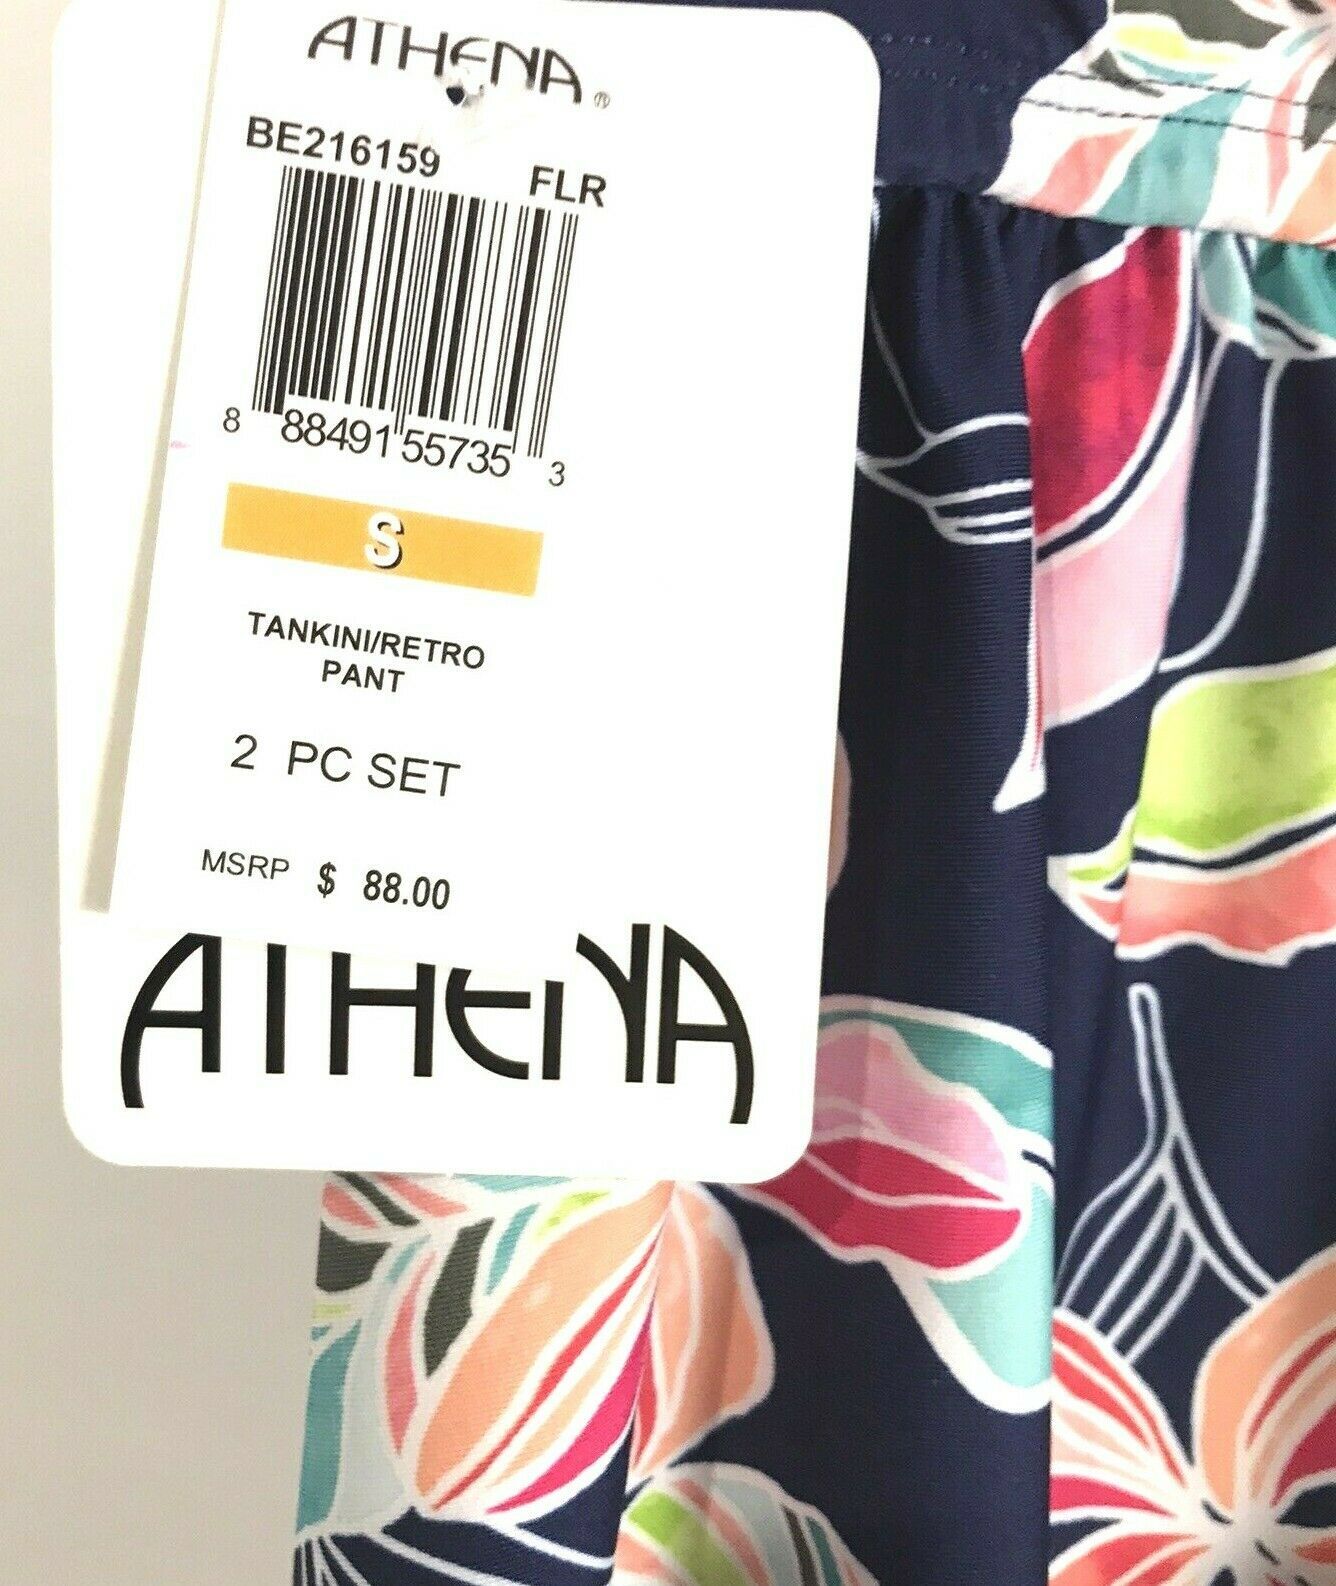 ATHENA®
BE216159 FLR
8 88491 55735 3
S
TANKINI/RETRO
PANT
2 PC SET
MSRP $ 88.00
ATHENA